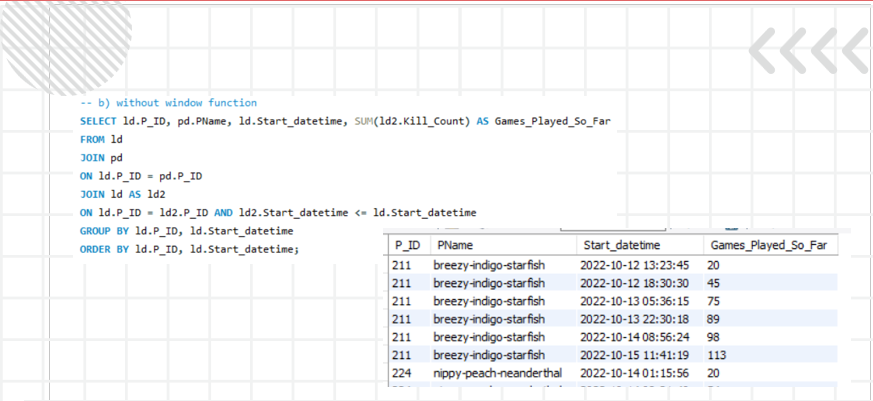 -- b) without window function
SELECT ld.P_ID, pd.PName, ld.Start_datetime, SUM(ld2.Kill_Count) AS Games_Played_So_Far
FROM ld
JOIN pd
ON ld.P_ID = pd.P_ID
JOIN ld AS ld2
ON ld.P_ID = ld2.P_ID AND ld2.Start_datetime <= ld.Start_datetime
GROUP BY ld.P_ID, ld.Start_datetime
ORDER BY ld.P_ID, ld.Start_datetime;
P_ID PName Start_datetime Games_Played_So_Far
211 breezy-indigo-starfish 2022-10-12 13:23:45 20
211 breezy-indigo-starfish 2022-10-12 18:30:30 45
211 breezy-indigo-starfish 2022-10-13 05:36:15 75
211 breezy-indigo-starfish 2022-10-13 22:30:18 89
211 breezy-indigo-starfish 2022-10-14 08:56:24 98
211 breezy-indigo-starfish 2022-10-15 11:41:19 113
224 nippy-peach-neanderthal 2022-10-14 01:15:56 20